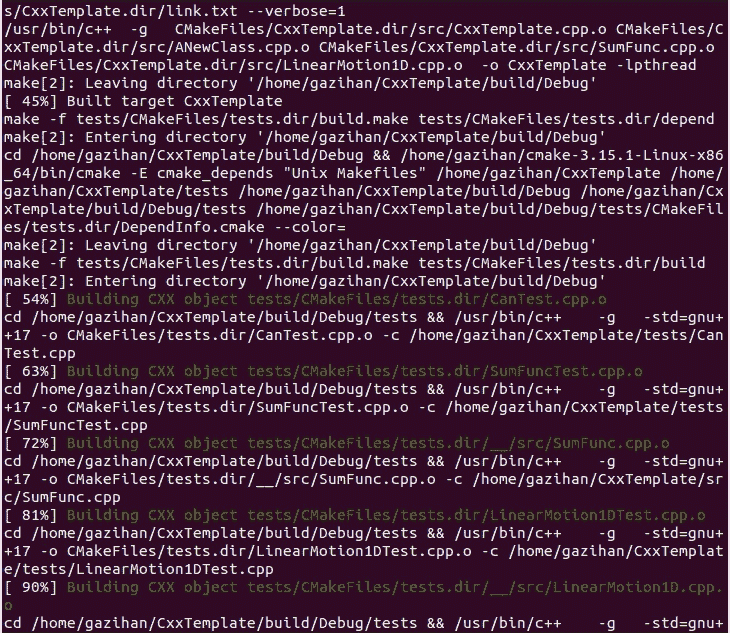 s/CxxTemplate.dir/link.txt --verbose=1
/usr/bin/c++  -g   CMakeFiles/CxxTemplate.dir/src/CxxTemplate.cpp.o CMakeFiles/C
xxTemplate.dir/src/ANewClass.cpp.o CMakeFiles/CxxTemplate.dir/src/SumFunc.cpp.o
CMakeFiles/CxxTemplate.dir/src/LinearMotion1D.cpp.o  -o CxxTemplate -lpthread
make[2]: Leaving directory '/home/gazihan/CxxTemplate/build/Debug'
[ 45%] Built target CxxTemplate
make -f tests/CMakeFiles/tests.dir/build.make tests/CMakeFiles/tests.dir/depend
make[2]: Entering directory '/home/gazihan/CxxTemplate/build/Debug'
cd /home/gazihan/CxxTemplate/build/Debug && /home/gazihan/cmake-3.15.1-Linux-x86
_64/bin/cmake -E cmake_depends "Unix Makefiles" /home/gazihan/CxxTemplate /home/
gazihan/CxxTemplate/tests /home/gazihan/CxxTemplate/build/Debug /home/gazihan/Cx
xTemplate/build/Debug/tests /home/gazihan/CxxTemplate/build/Debug/tests/CMakeFil
es/tests.dir/DependInfo.cmake --color=
make[2]: Leaving directory '/home/gazihan/CxxTemplate/build/Debug'
make -f tests/CMakeFiles/tests.dir/build.make tests/CMakeFiles/tests.dir/build
make[2]: Entering directory '/home/gazihan/CxxTemplate/build/Debug'
[ 54%] Building CXX object tests/CMakeFiles/tests.dir/CanTest.cpp.o
cd /home/gazihan/CxxTemplate/build/Debug/tests && /usr/bin/c++    -g   -std=gnu+
+17 -o CMakeFiles/tests.dir/CanTest.cpp.o -c /home/gazihan/CxxTemplate/tests/Can
Test.cpp
[ 63%] Building CXX object tests/CMakeFiles/tests.dir/SumFuncTest.cpp.o
cd /home/gazihan/CxxTemplate/build/Debug/tests && /usr/bin/c++    -g   -std=gnu+
+17 -o CMakeFiles/tests.dir/SumFuncTest.cpp.o -c /home/gazihan/CxxTemplate/tests
/SumFuncTest.cpp
[ 72%] Building CXX object tests/CMakeFiles/tests.dir/__/src/SumFunc.cpp.o
cd /home/gazihan/CxxTemplate/build/Debug/tests && /usr/bin/c++    -g   -std=gnu+
+17 -o CMakeFiles/tests.dir/__/src/SumFunc.cpp.o -c /home/gazihan/CxxTemplate/sr
c/SumFunc.cpp
[ 81%] Building CXX object tests/CMakeFiles/tests.dir/LinearMotion1DTest.cpp.o
cd /home/gazihan/CxxTemplate/build/Debug/tests && /usr/bin/c++    -g   -std=gnu+
+17 -o CMakeFiles/tests.dir/LinearMotion1DTest.cpp.o -c /home/gazihan/CxxTemplat
e/tests/LinearMotion1DTest.cpp
[ 90%] Building CXX object tests/CMakeFiles/tests.dir/__/src/LinearMotion1D.cpp.
o
cd /home/gazihan/CxxTemplate/build/Debug/tests && /usr/bin/c++    -g   -std=gnu+